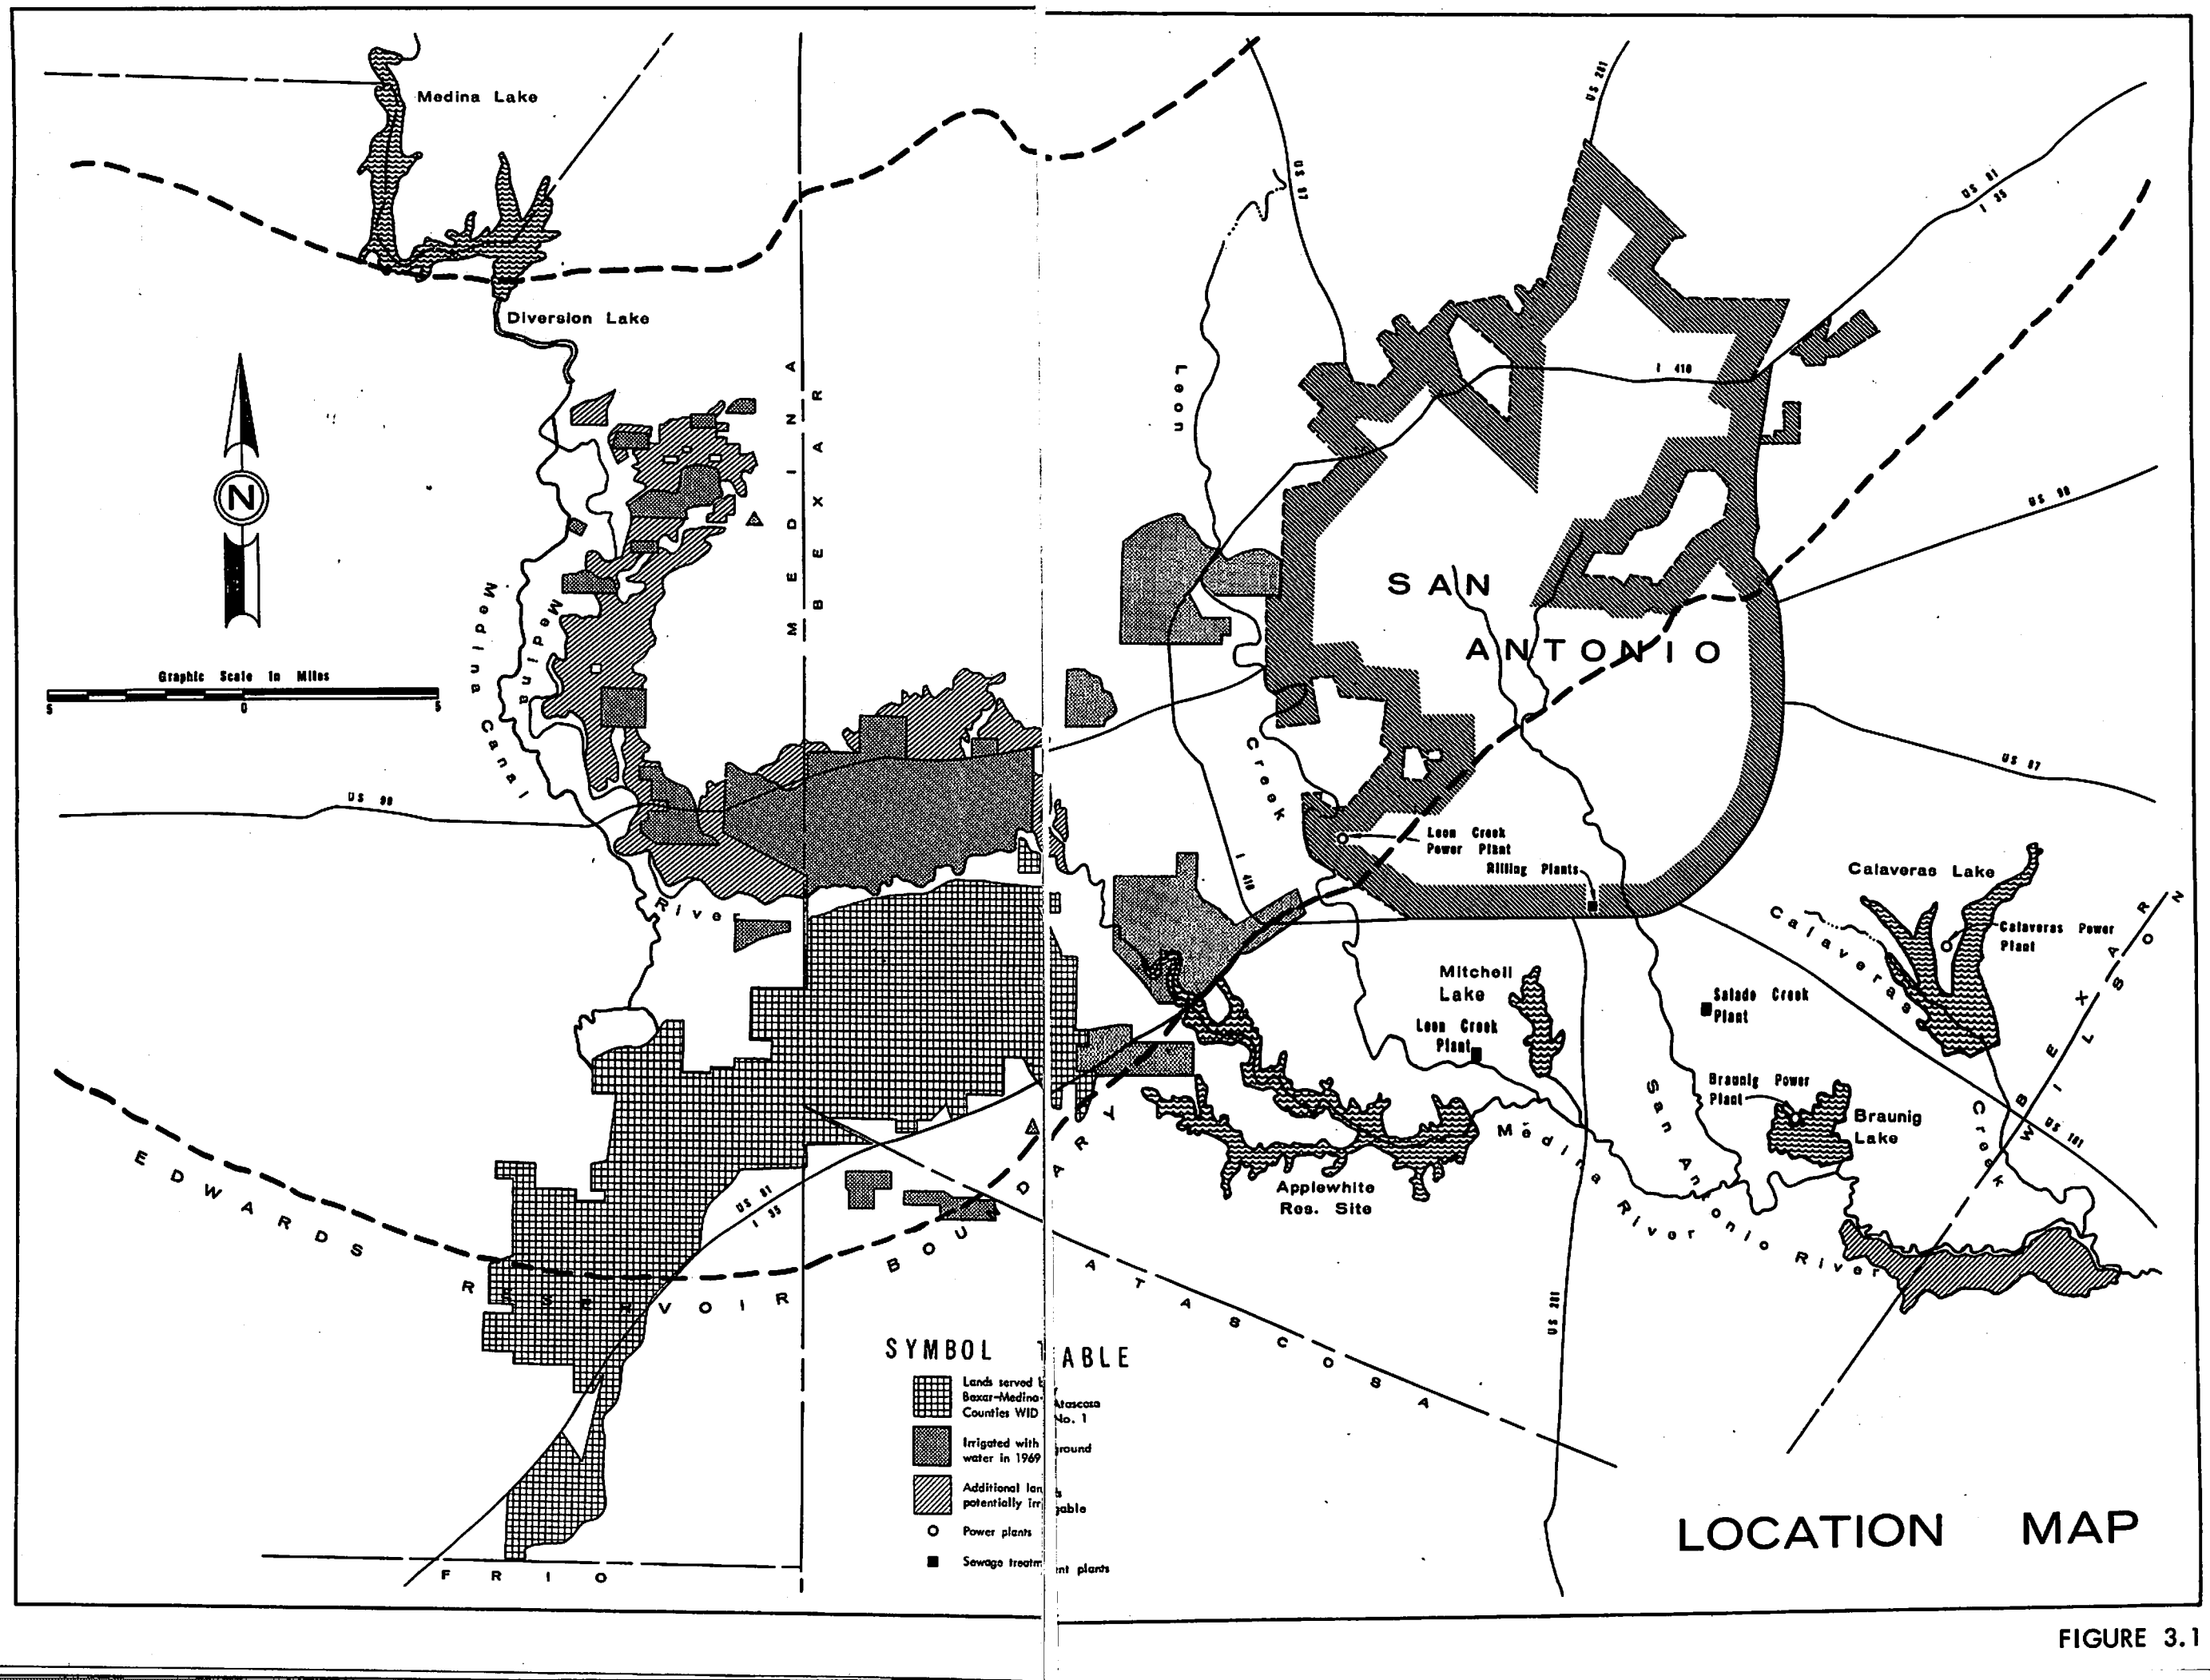 Medina Lake
Diversion Lake
N
Graphic Scale In Miles
5 0 5
MEDINA
BEXAR
Medina Canal
Medina
River
US 90
US 87
US 281
US 81
I 35
Leon
Creek
I 410
SAN
ANTONIO
US 90
US 87
Leon Creek
Power Plant
Rilling Plants
I 410
Calaveras Lake
Calaveras Power
Plant
Calaveras
Creek
Mitchell
Lake
Leon Creek
Plant
Salado Creek
Plant
Braunig Power
Plant
Braunig
Lake
BEXAR
WILSON
US 181
Applewhite
Res. Site
Medina River
San Antonio River
US 281
US 81
I 35
EDWARDS RESERVOIR BOUNDARY
ATASCOSA
FRIO
SYMBOL TABLE
Lands served by
Bexar-Medina-Atascosa
Counties WID No. 1
Irrigated with ground
water in 1969
Additional lands
potentially irrigable
Power plants
Sewage treatment plants
LOCATION MAP
FIGURE 3.1